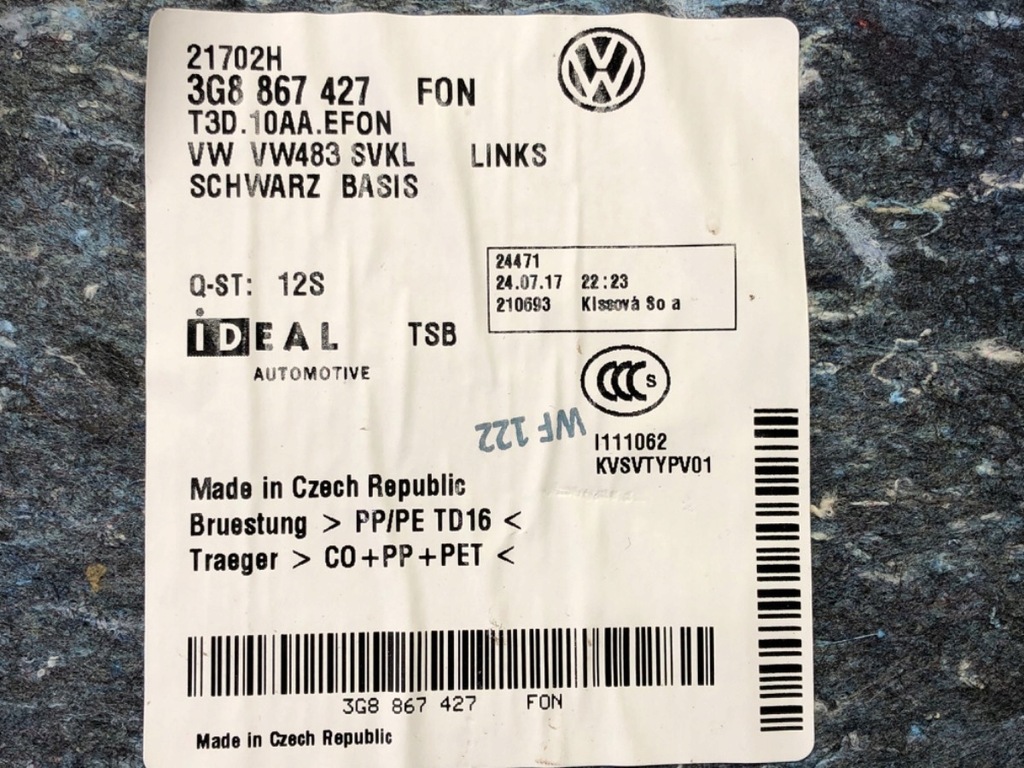 21702H
3G8 867 427 FON
T3D.10AA.EFON
VW VW483 SVKL LINKS
SCHWARZ BASIS
24471
Q-ST: 12S
24.07.17 22:23
210693 Klsová So a
iDEAL TSB
AUTOMOTIVE
CCC S
WF 122
I111062
KVSVTYPV01
Made in Czech Republic
Bruestung > PP/PE TD16 <
Traeger > CO+PP+PET <
3G8 867 427 FON
Made in Czech Republic